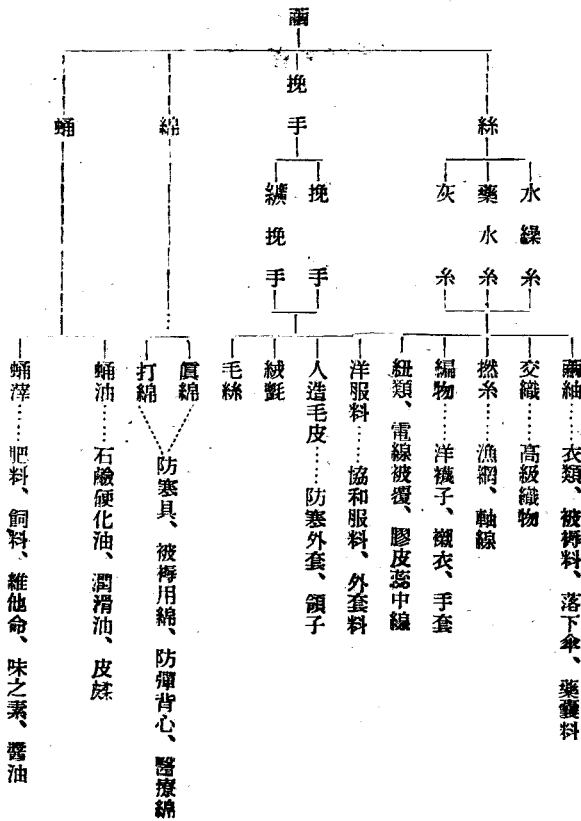 繭
絲
挽手
綿
蛹
水繰糸
藥水糸
灰糸
挽手
纊挽手
繭紬……衣類、被褥料、落下傘、藥囊料
交織……高級織物
撚糸……漁網、軸線
編物……洋襪子、襯衣、手套
紐類、電線被覆、膠皮蕊中線
洋服料……協和服料、外套料
人造毛皮……防寒外套、領子
絨氈
毛絲
眞綿
打綿
防寒具、被褥用綿、防彈背心、醫療綿
蛹油……石鹼硬化油、潤滑油、皮
蛹滓……肥料、飼料、維他命、味之素、醬油